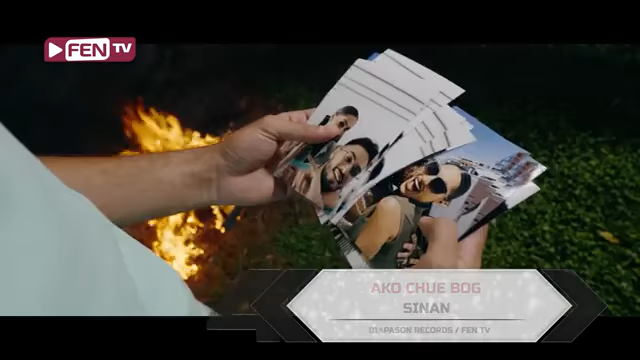 FEN TV
AKO CHUE BOG
SINAN
DIAPASON RECORDS / FEN TV